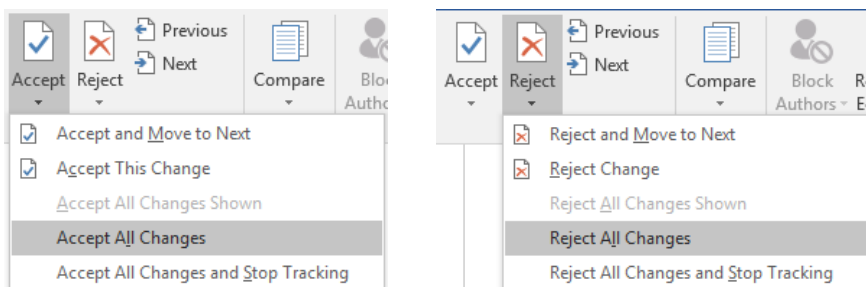 Previous
Next
Accept Reject Compare
Accept and Move to Next
Accept This Change
Accept All Changes Shown
Accept All Changes
Accept All Changes and Stop Tracking
Previous
Next
Accept Reject Compare Block
Authors
Reject and Move to Next
Reject Change
Reject All Changes Shown
Reject All Changes
Reject All Changes and Stop Tracking